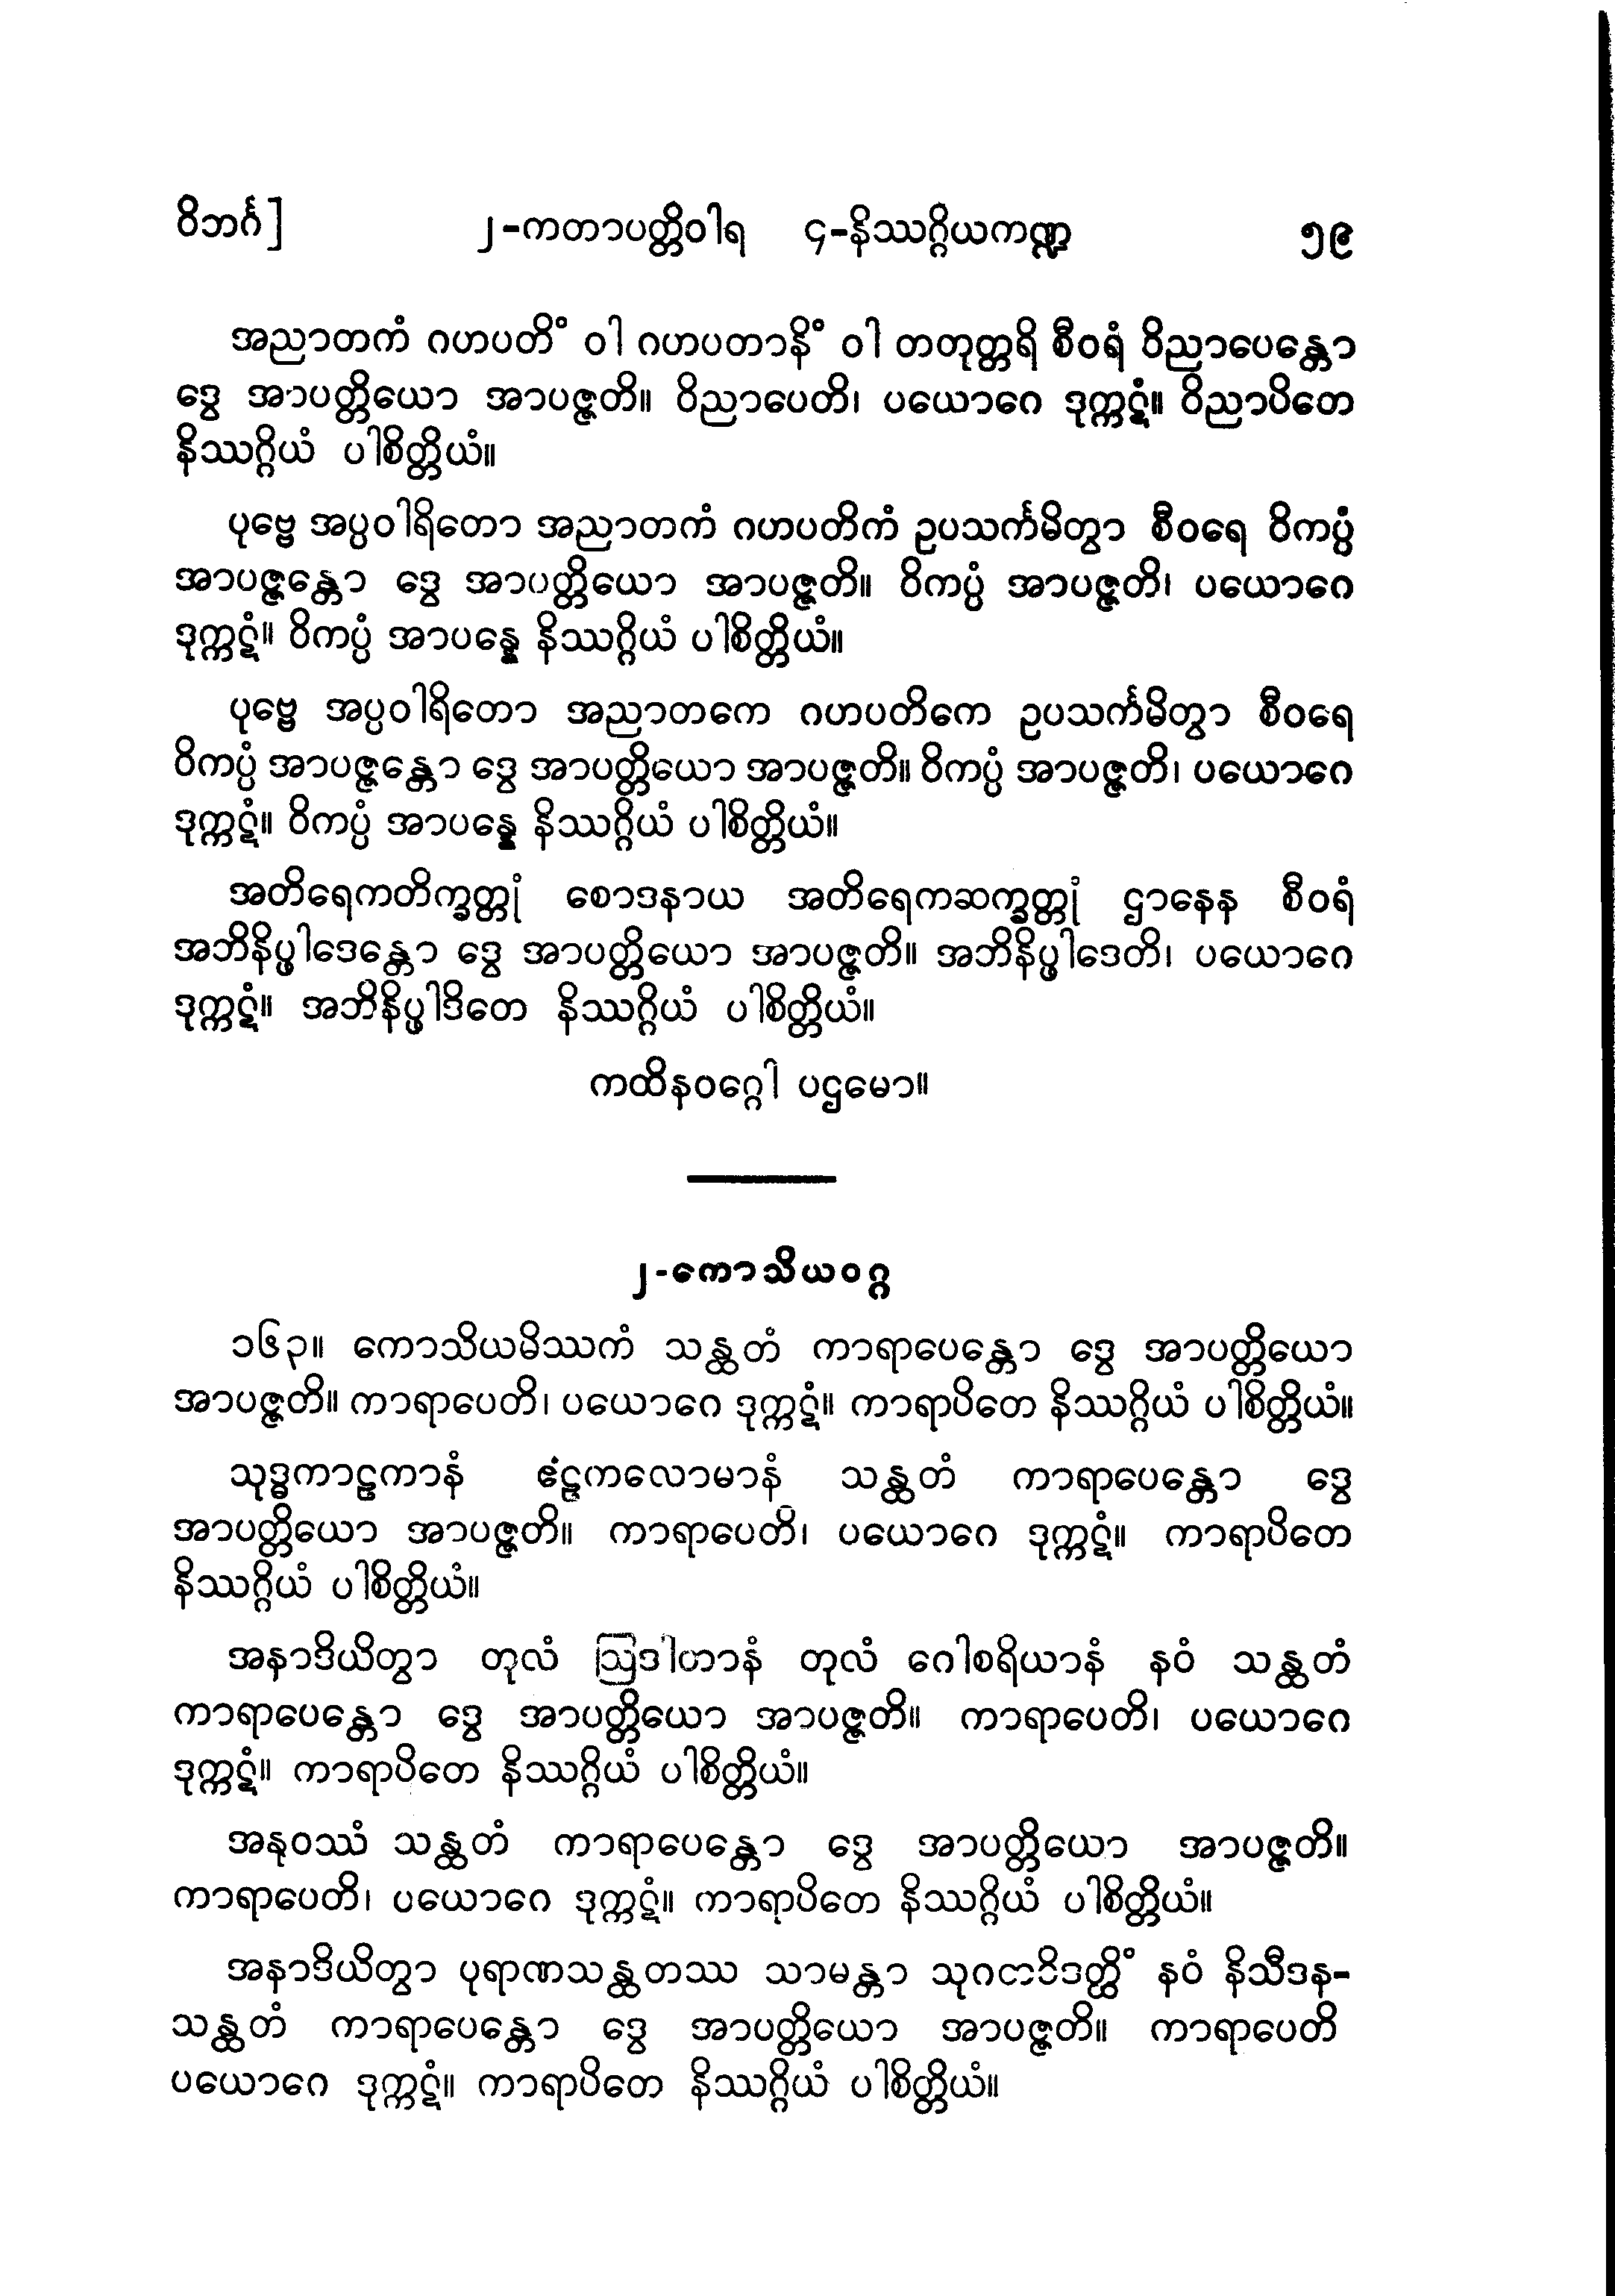 ဝိဘင်္ဂ] ၂-ကတာပတ္တိဝါရ ၄-နိဿဂ္ဂိယကဏ္ဍ ၅၉
အညာတကံ ဂဟပတိံ ဝါ ဂဟပတာနိံ ဝါ တတုတ္တရိ စီဝရံ ဝိညာပေန္တော
ဒွေ အာပတ္တိယော အာပဇ္ဇတိ။ ဝိညာပေတိ၊ ပယောဂေ ဒုက္ကဋံ။ ဝိညာပိတေ
နိဿဂ္ဂိယံ ပါစိတ္တိယံ။
ပုဗ္ဗေ အပ္ပဝါရိတော အညာတကံ ဂဟပတိကံ ဥပသင်္ကမိတွာ စီဝရေ ဝိကပ္ပံ
အာပဇ္ဇန္တော ဒွေ အာပတ္တိယော အာပဇ္ဇတိ။ ဝိကပ္ပံ အာပဇ္ဇတိ၊ ပယောဂေ
ဒုက္ကဋံ။ ဝိကပ္ပံ အာပန္နေ နိဿဂ္ဂိယံ ပါစိတ္တိယံ။
ပုဗ္ဗေ အပ္ပဝါရိတော အညာတကေ ဂဟပတိကေ ဥပသင်္ကမိတွာ စီဝရေ
ဝိကပ္ပံ အာပဇ္ဇန္တော ဒွေ အာပတ္တိယော အာပဇ္ဇတိ။ ဝိကပ္ပံ အာပဇ္ဇတိ၊ ပယောဂေ
ဒုက္ကဋံ။ ဝိကပ္ပံ အာပန္နေ နိဿဂ္ဂိယံ ပါစိတ္တိယံ။
အတိရေကတိက္ခတ္တုံ စောဒနာယ အတိရေကဆက္ခတ္တုံ ဌာနေန စီဝရံ
အဘိနိပ္ဖါဒေန္တော ဒွေ အာပတ္တိယော အာပဇ္ဇတိ။ အဘိနိပ္ဖါဒေတိ၊ ပယောဂေ
ဒုက္ကဋံ။ အဘိနိပ္ဖါဒိတေ နိဿဂ္ဂိယံ ပါစိတ္တိယံ။
ကထိနဝဂ္ဂေါ ပဌမော။
၂-ကောသိယဝဂ္ဂ
၁၆၃။ ကောသိယမိဿကံ သန္ထတံ ကာရာပေန္တော ဒွေ အာပတ္တိယော
အာပဇ္ဇတိ။ ကာရာပေတိ၊ ပယောဂေ ဒုက္ကဋံ။ ကာရာပိတေ နိဿဂ္ဂိယံ ပါစိတ္တိယံ။
သုဒ္ဓကာဠကာနံ ဧဠကလောမာနံ သန္ထတံ ကာရာပေန္တော ဒွေ
အာပတ္တိယော အာပဇ္ဇတိ။ ကာရာပေတိ၊ ပယောဂေ ဒုက္ကဋံ။ ကာရာပိတေ
နိဿဂ္ဂိယံ ပါစိတ္တိယံ။
အနာဒိယိတွာ တုလံ ဩဒါတာနံ တုလံ ဂေါစရိယာနံ နဝံ သန္ထတံ
ကာရာပေန္တော ဒွေ အာပတ္တိယော အာပဇ္ဇတိ။ ကာရာပေတိ၊ ပယောဂေ
ဒုက္ကဋံ။ ကာရာပိတေ နိဿဂ္ဂိယံ ပါစိတ္တိယံ။
အနုဝဿံ သန္ထတံ ကာရာပေန္တော ဒွေ အာပတ္တိယော အာပဇ္ဇတိ။
ကာရာပေတိ၊ ပယောဂေ ဒုက္ကဋံ။ ကာရာပိတေ နိဿဂ္ဂိယံ ပါစိတ္တိယံ။
အနာဒိယိတွာ ပုရာဏသန္ထတဿ သာမန္တာ သုဂတဝိဒတ္ထိံ နဝံ နိသီဒန-
သန္ထတံ ကာရာပေန္တော ဒွေ အာပတ္တိယော အာပဇ္ဇတိ။ ကာရာပေတိ
ပယောဂေ ဒုက္ကဋံ။ ကာရာပိတေ နိဿဂ္ဂိယံ ပါစိတ္တိယံ။